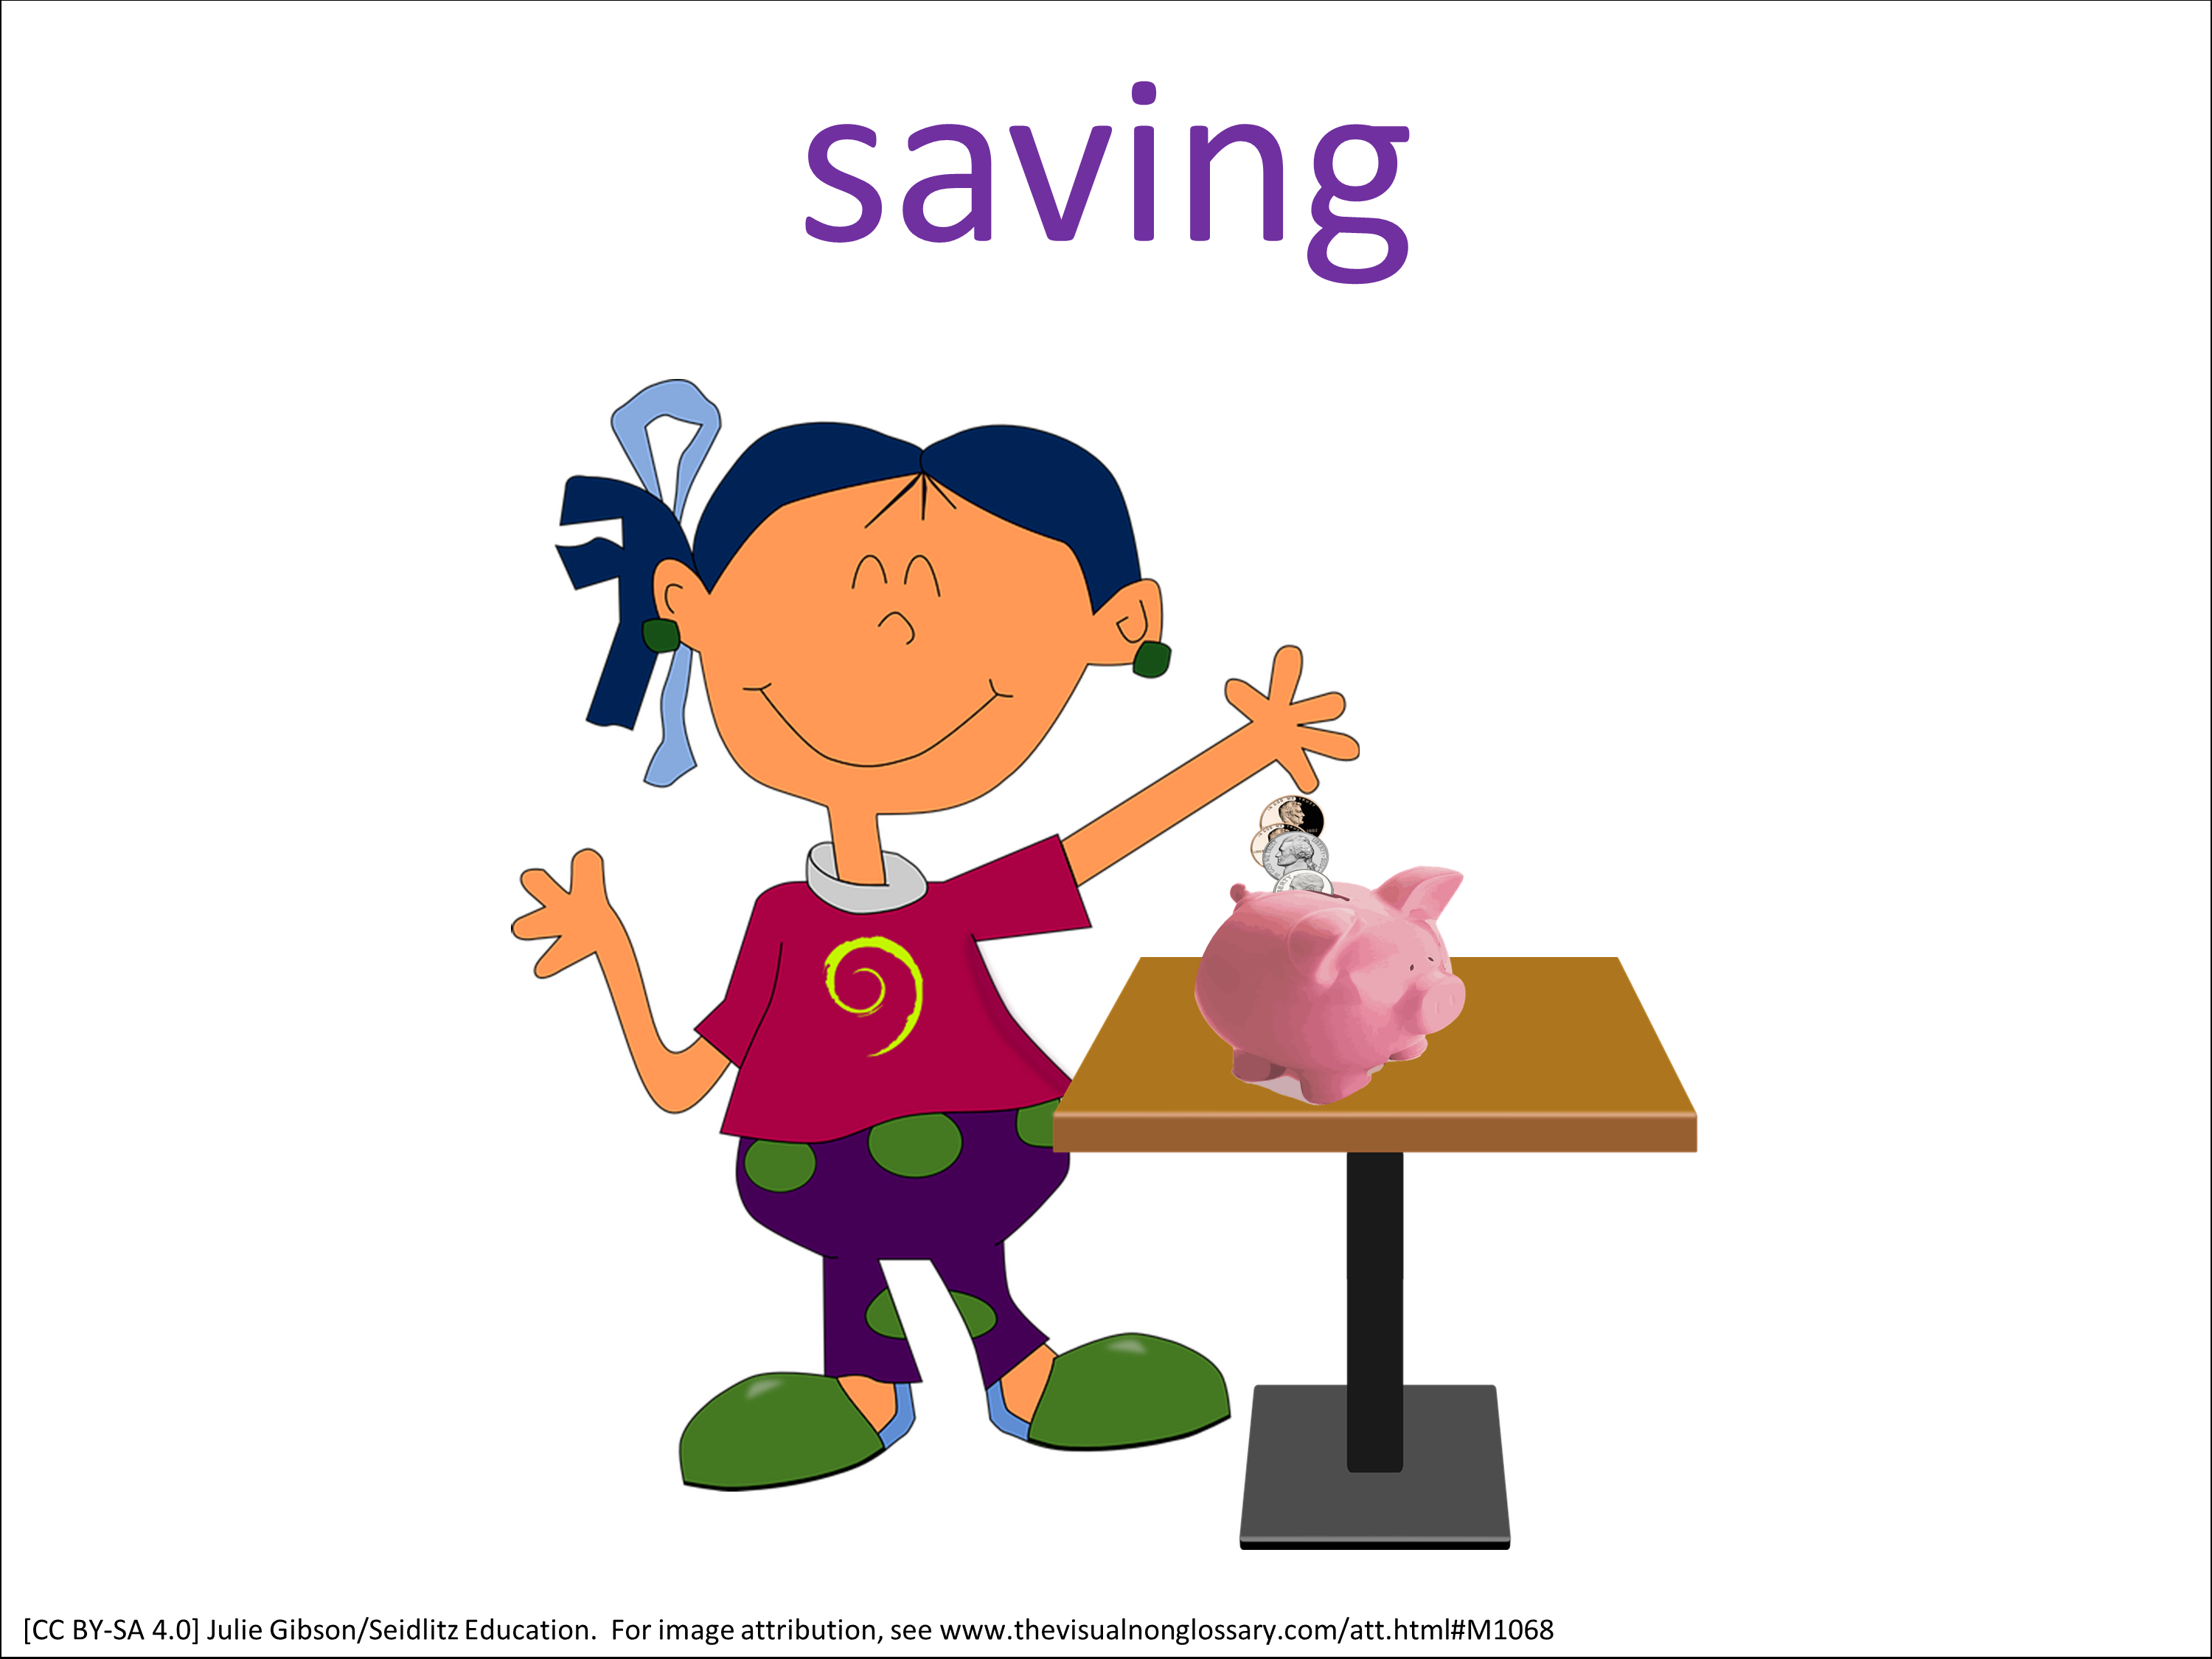 saving
[CC BY-SA 4.0] Julie Gibson/Seidlitz Education.  For image attribution, see www.thevisualnonglossary.com/att.html#M1068